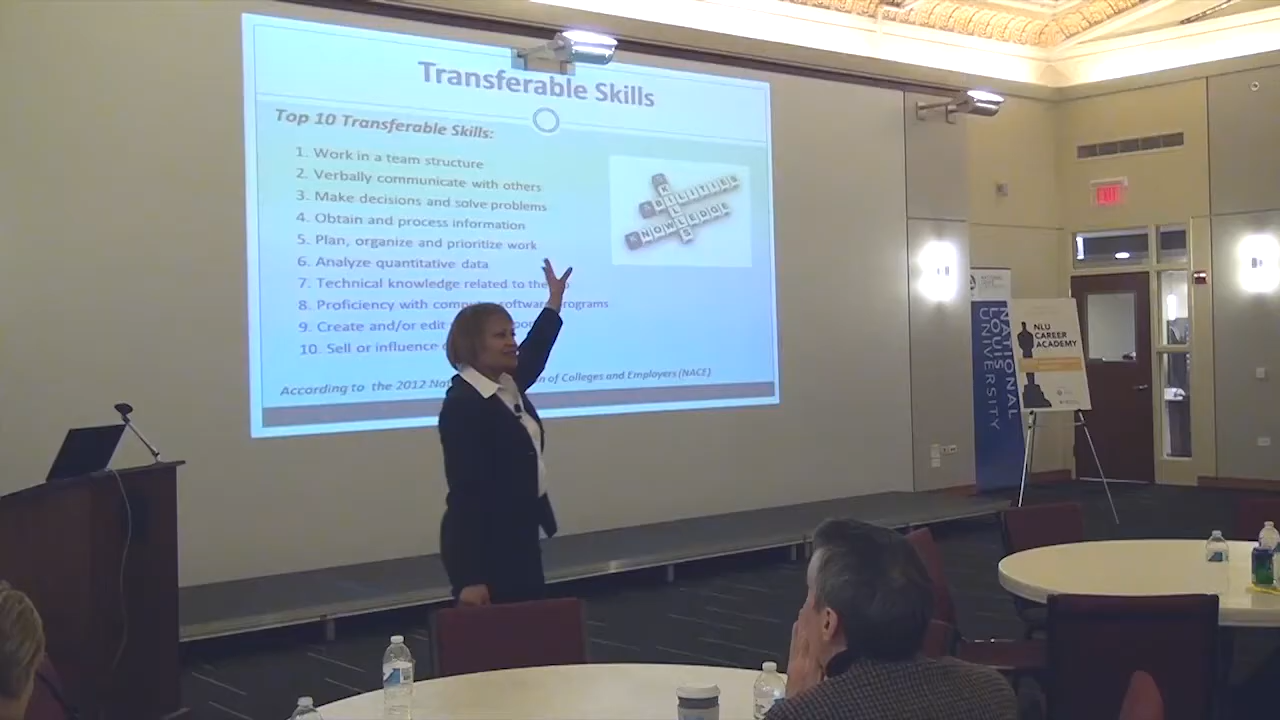 Transferable Skills
Top 10 Transferable Skills:
1. Work in a team structure
2. Verbally communicate with others
3. Make decisions and solve problems
4. Obtain and process information
5. Plan, organize and prioritize work
6. Analyze quantitative data
7. Technical knowledge related to the
8. Proficiency with software programs
9. Create and/or edit
10. Sell or influence
According to the 2012 of Colleges and Employers (NACE)
SKILLS
ABILITIES
KNOWLEDGE
EXIT
NATIONAL
LOUIS
UNIVERSITY
NLU
CAREER
ACADEMY